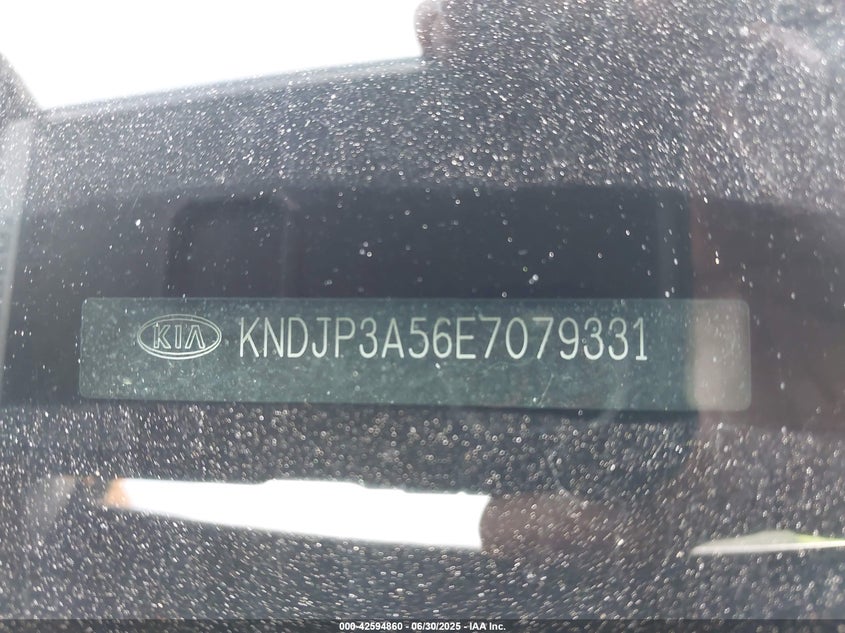 KIA KNDJP3A56E7079331
000-42594860 - 06/30/2025 - IAA Inc.